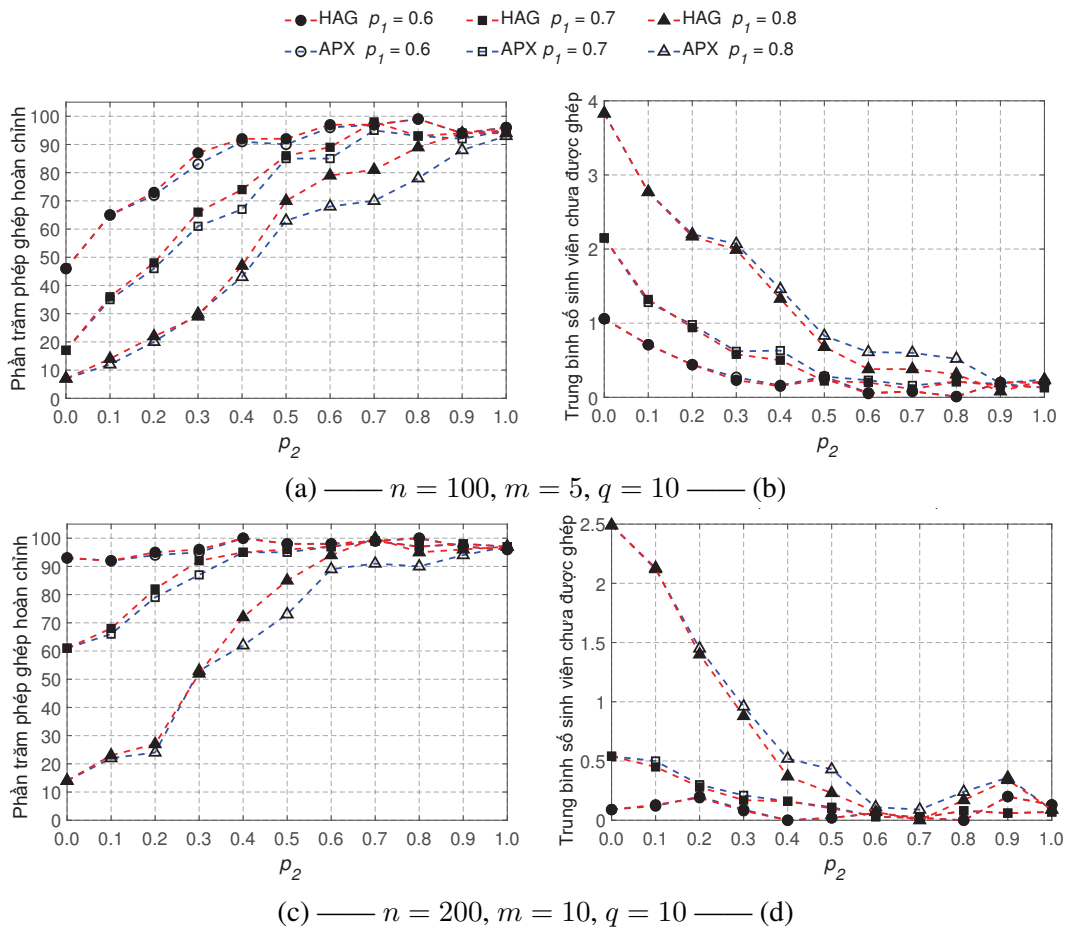 HAG p1 = 0.6 HAG p1 = 0.7 HAG p1 = 0.8
APX p1 = 0.6 APX p1 = 0.7 APX p1 = 0.8
Phần trăm phép ghép hoàn chỉnh
100
90
80
70
60
50
40
30
20
10
0
0.0 0.1 0.2 0.3 0.4 0.5 0.6 0.7 0.8 0.9 1.0
p2
Trung bình số sinh viên chưa được ghép
4
3
2
1
0
0.0 0.1 0.2 0.3 0.4 0.5 0.6 0.7 0.8 0.9 1.0
p2
(a) —— n = 100, m = 5, q = 10 —— (b)
Phần trăm phép ghép hoàn chỉnh
100
90
80
70
60
50
40
30
20
10
0
0.0 0.1 0.2 0.3 0.4 0.5 0.6 0.7 0.8 0.9 1.0
p2
Trung bình số sinh viên chưa được ghép
2.5
2
1.5
1
0.5
0
0.0 0.1 0.2 0.3 0.4 0.5 0.6 0.7 0.8 0.9 1.0
p2
(c) —— n = 200, m = 10, q = 10 —— (d)